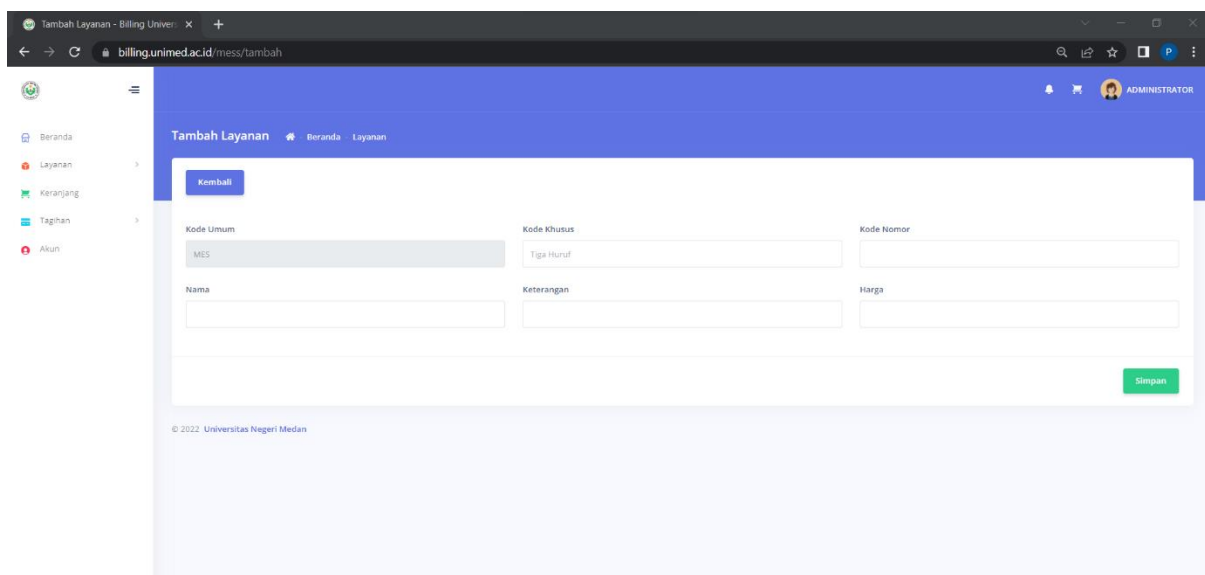 Tambah Layanan - Billing Univers
billing.unimed.ac.id/mess/tambah
P
ADMINISTRATOR
Beranda
Layanan
Keranjang
Tagihan
Akun
Tambah Layanan - Beranda - Layanan
Kembali
Kode Umum Kode Khusus Kode Nomor
MES Tiga Huruf
Nama Keterangan Harga
Simpan
© 2022 Universitas Negeri Medan